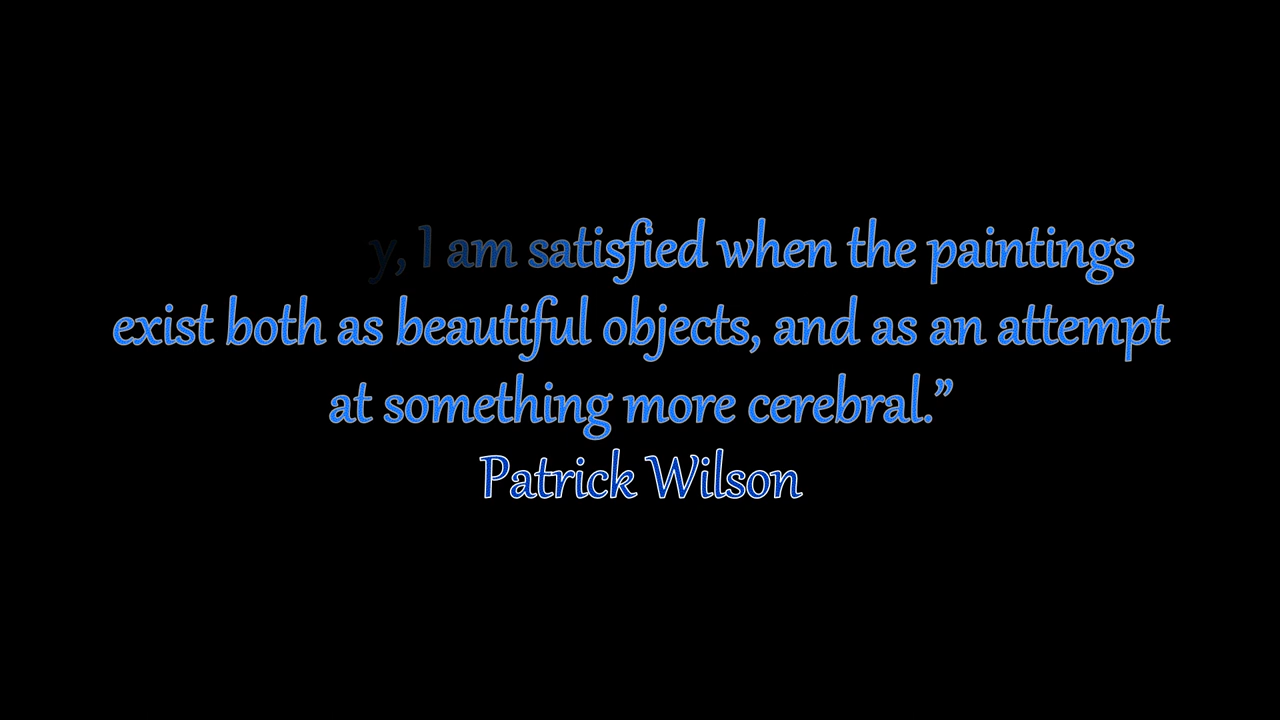 y, I am satisfied when the paintings
exist both as beautiful objects, and as an attempt
at something more cerebral.”
Patrick Wilson